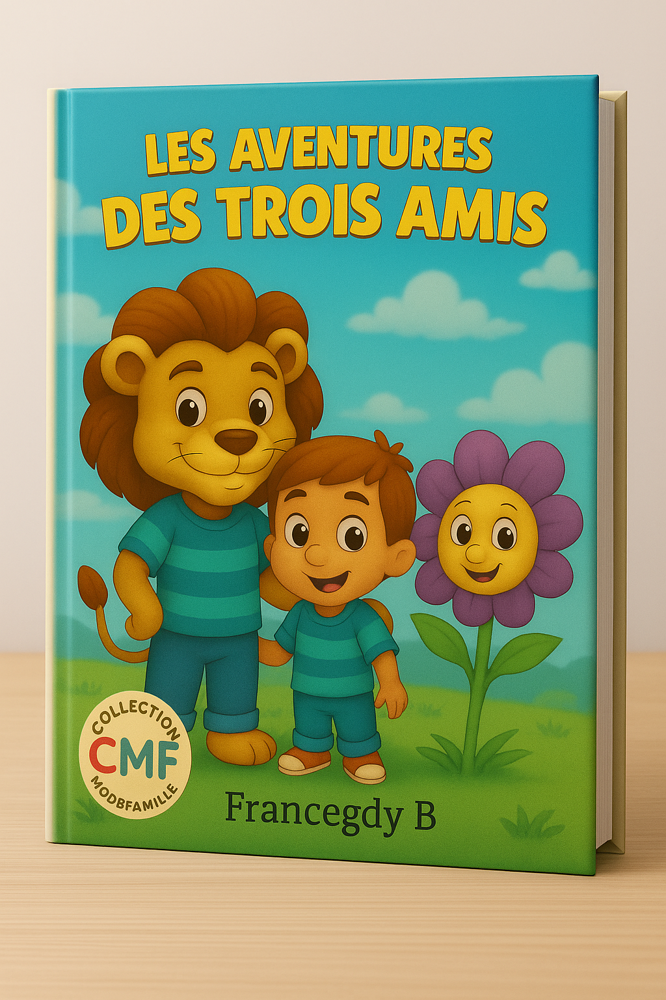 LES AVENTURES
DES TROIS AMIS
COLLECTION
CMF
MODBFAMILLE
Francegdy B